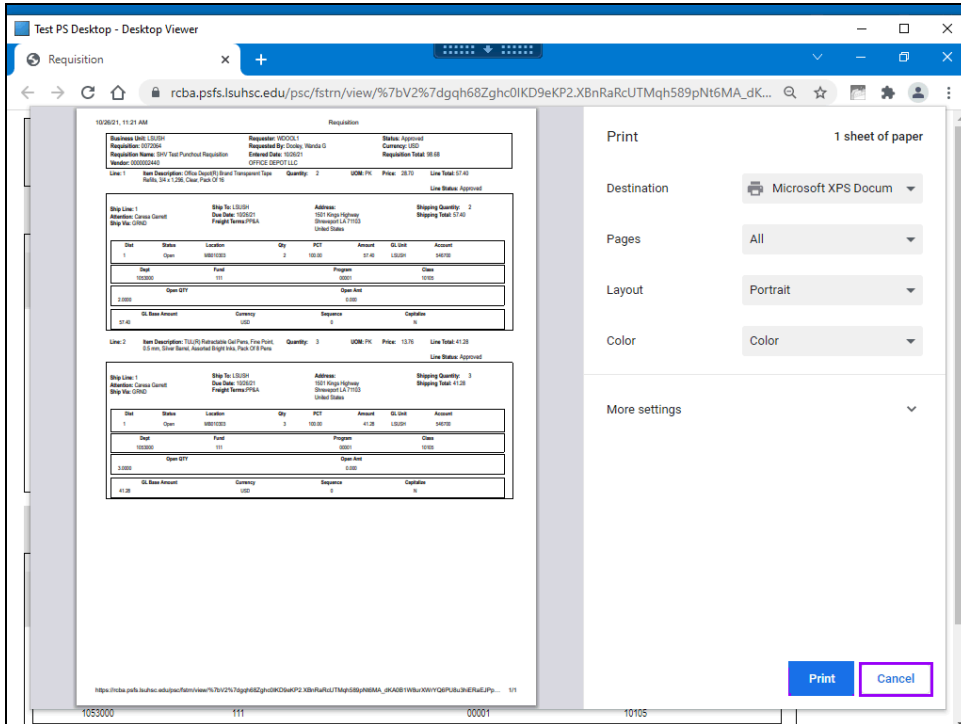 Test PS Desktop - Desktop Viewer
Requisition
rcba.psfs.lsuhsc.edu/psc/fstrn/view/%7bV2%7dgqh68Zghc0IKD9eKP2.XBnRaRcUTMqh589pNt6MA_dK...
10/26/21, 11:21 AM Requisition
Business Unit: LSUSH Requester: WDOOL1 Status: Approved
Requisition: 0072064 Requested By: Dooley, Wanda G Currency: USD
Requisition Name: SHV Test Punchout Requisition Entered Date: 10/26/21 Requisition Total: 98.68
Vendor: 0000002440 OFFICE DEPOT LLC
Line: 1 Item Description: Office Depot(R) Brand Transparent Tape Quantity: 2 UOM: PK Price: 28.70 Line Total: 57.40
Refills, 3/4 x 1,296, Clear, Pack Of 16
Line Status: Approved
Ship Line: 1 Ship To: LSUSH Address: Shipping Quantity: 2
Attention: Carssa Garrett Due Date: 10/26/21 1501 Kings Highway Shipping Total: 57.40
Ship Via: GRND Freight Terms:PP&A Shreveport LA 71103
United States
Dist Status Location Qty PCT Amount GL Unit Account
1 Open MB010303 2 100.00 57.40 LSUSH 546700
Dept Fund Program Class
1053000 111 00001 10105
Open QTY Open Amt
2.0000 0.000
GL Base Amount Currency Sequence Capitalize
57.40 USD 0 N
Line: 2 Item Description: TUL(R) Retractable Gel Pens, Fine Point, Quantity: 3 UOM: PK Price: 13.76 Line Total: 41.28
0.5 mm, Silver Barrel, Assorted Bright Inks, Pack Of 8 Pens
Line Status: Approved
Ship Line: 1 Ship To: LSUSH Address: Shipping Quantity: 3
Attention: Carssa Garrett Due Date: 10/26/21 1501 Kings Highway Shipping Total: 41.28
Ship Via: GRND Freight Terms:PP&A Shreveport LA 71103
United States
Dist Status Location Qty PCT Amount GL Unit Account
1 Open MB010303 3 100.00 41.28 LSUSH 546700
Dept Fund Program Class
1053000 111 00001 10105
Open QTY Open Amt
3.0000 0.000
GL Base Amount Currency Sequence Capitalize
41.28 USD 0 N
1/1
Print 1 sheet of paper
Destination Microsoft XPS Docum
Pages All
Layout Portrait
Color Color
More settings
Print Cancel
1053000 111 00001 10105